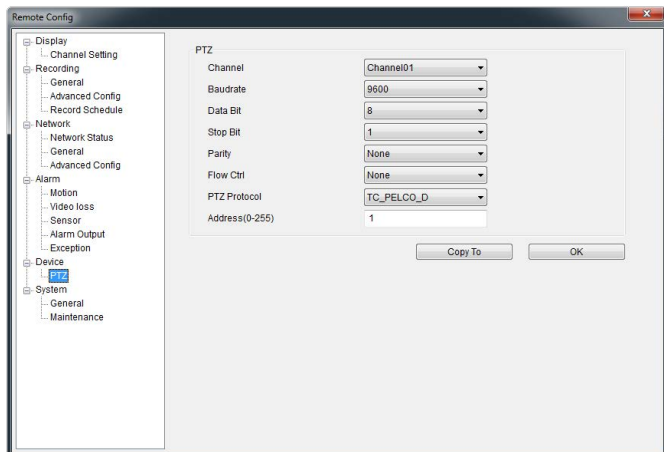 Remote Config
Display
Channel Setting
Recording
General
Advanced Config
Record Schedule
Network
Network Status
General
Advanced Config
Alarm
Motion
Video loss
Sensor
Alarm Output
Exception
Device
PTZ
System
General
Maintenance
PTZ
Channel Channel01
Baudrate 9600
Data Bit 8
Stop Bit 1
Parity None
Flow Ctrl None
PTZ Protocol TC_PELCO_D
Address(0-255) 1
Copy To OK